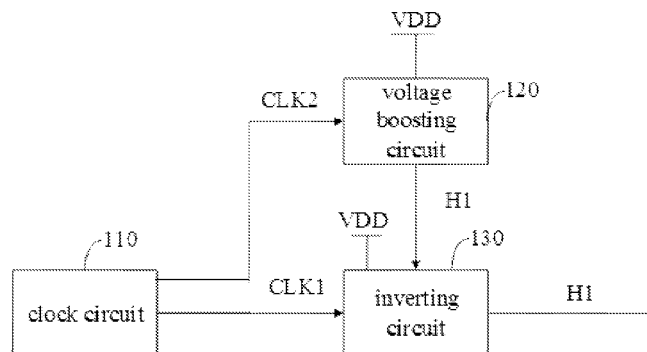 VDD
120
CLK2
voltage
boosting
circuit
H1
VDD
110
130
CLK1
clock circuit
inverting
circuit
H1